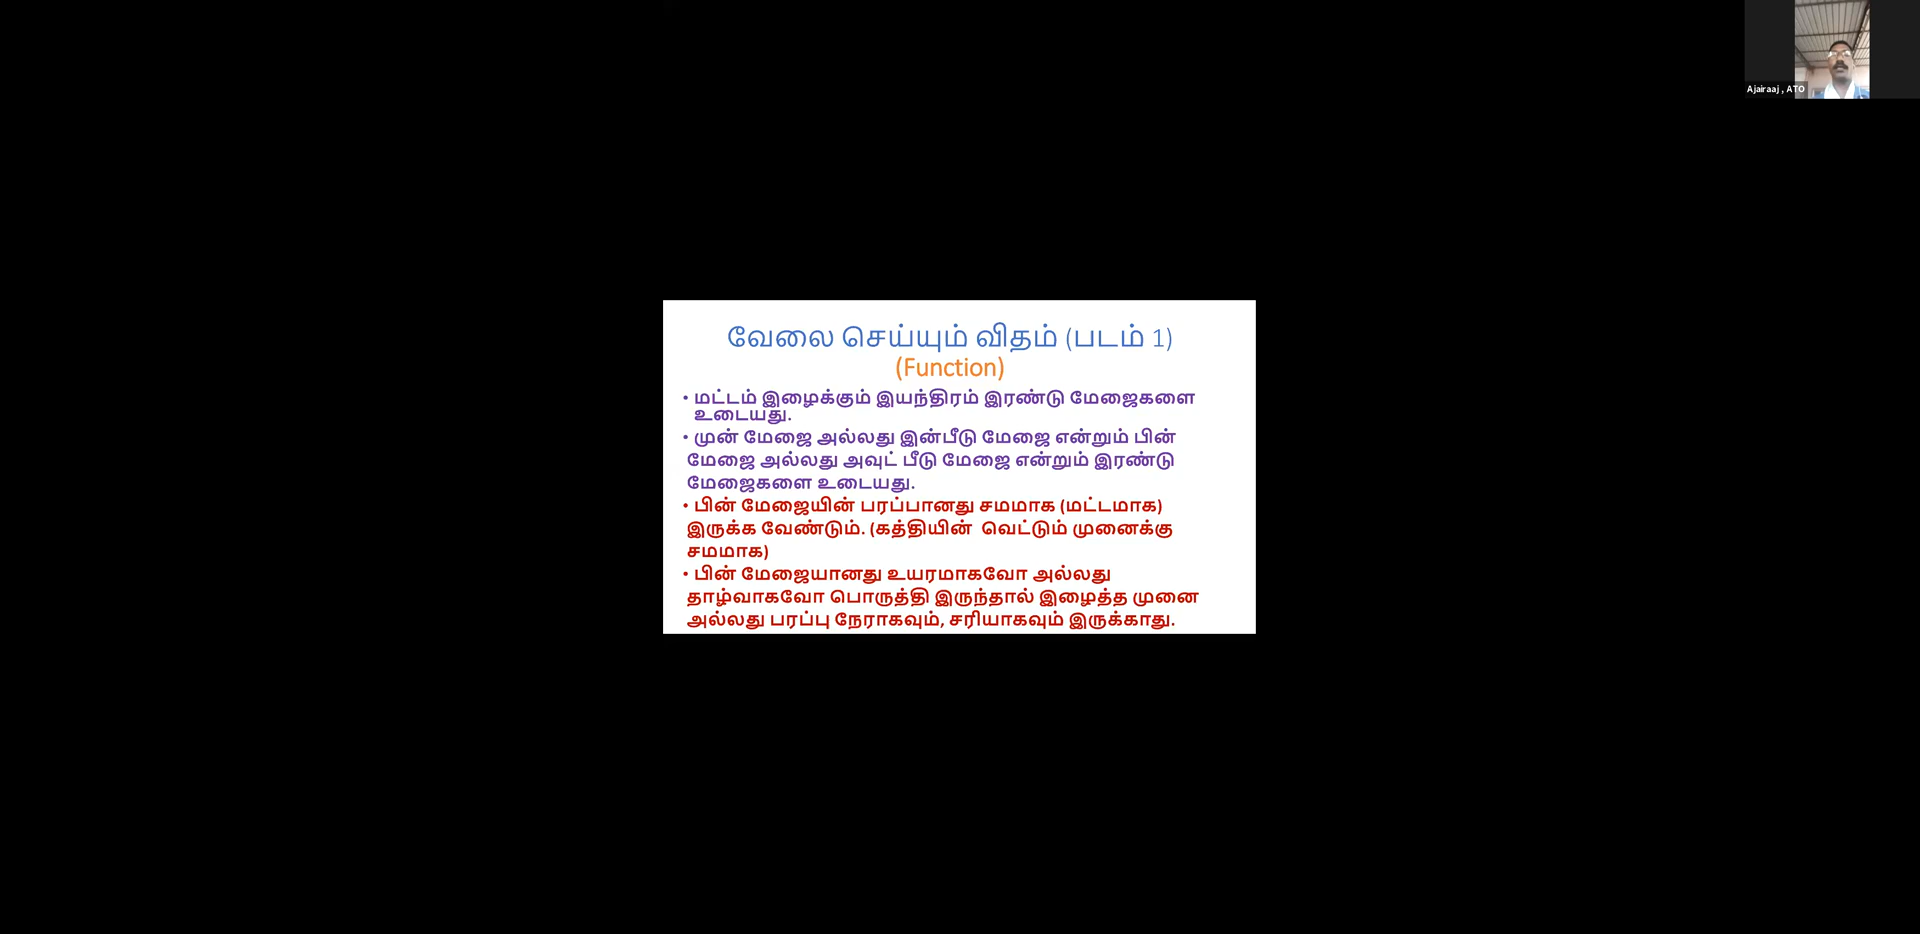 Ajairaaj , ATO
வேலை செய்யும் விதம் (படம் 1)
(Function)
• மட்டம் இழைக்கும் இயந்திரம் இரண்டு மேஜைகளை
உடையது.
• முன் மேஜை அல்லது இன்பீடு மேஜை என்றும் பின்
மேஜை அல்லது அவுட் பீடு மேஜை என்றும் இரண்டு
மேஜைகளை உடையது.
• பின் மேஜையின் பரப்பானது சமமாக (மட்டமாக)
இருக்க வேண்டும். (கத்தியின் வெட்டும் முனைக்கு
சமமாக)
• பின் மேஜையானது உயரமாகவோ அல்லது
தாழ்வாகவோ பொருத்தி இருந்தால் இழைத்த முனை
அல்லது பரப்பு நேராகவும், சரியாகவும் இருக்காது.